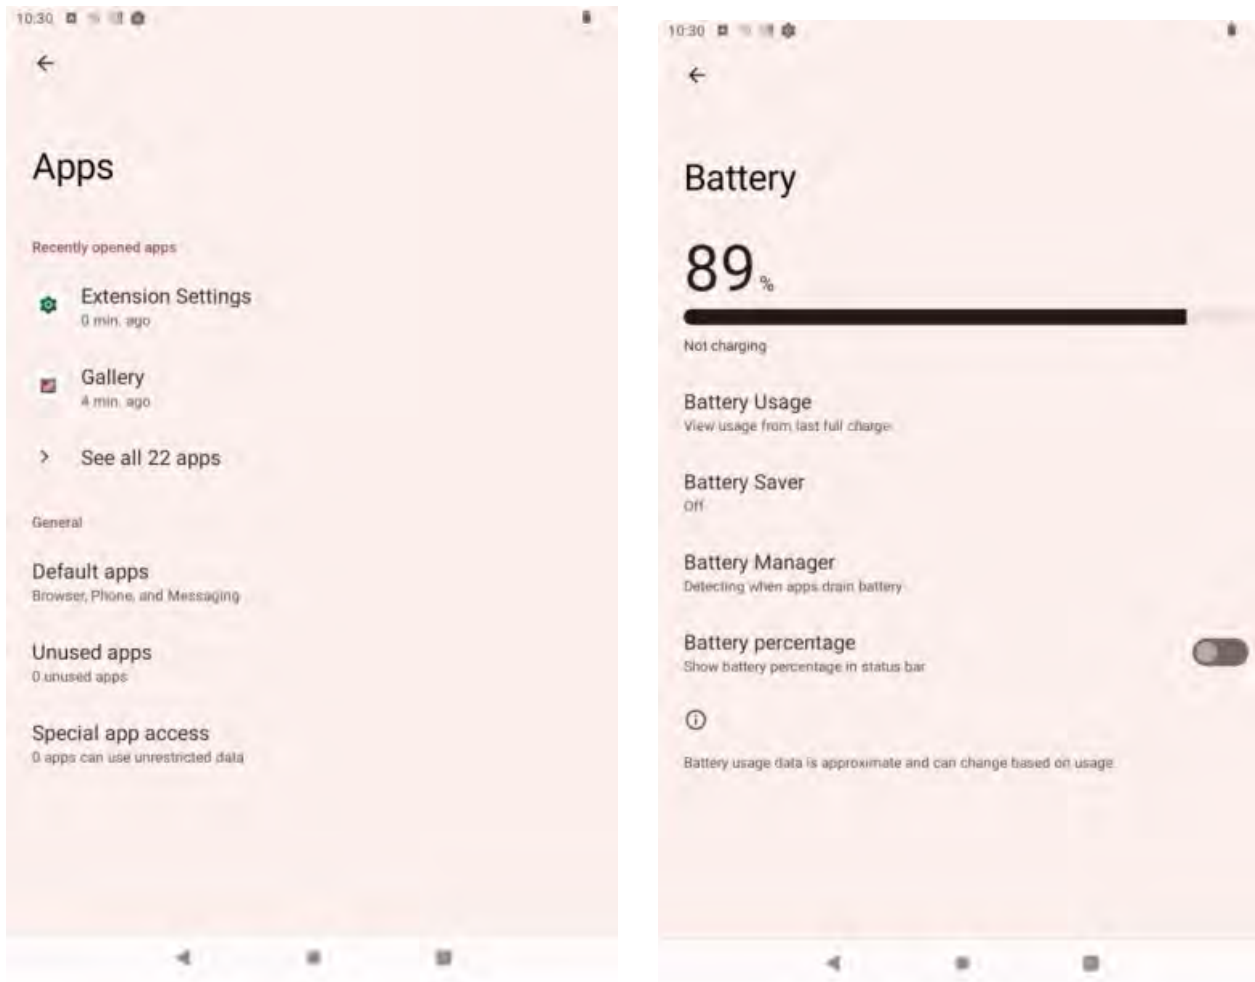 10:30
Apps
Recently opened apps
Extension Settings
0 min. ago
Gallery
4 min. ago
See all 22 apps
General
Default apps
Browser, Phone, and Messaging
Unused apps
0 unused apps
Special app access
0 apps can use unrestricted data
10:30
Battery
89 %
Not charging
Battery Usage
View usage from last full charge
Battery Saver
Off
Battery Manager
Detecting when apps drain battery
Battery percentage
Show battery percentage in status bar
Battery usage data is approximate and can change based on usage